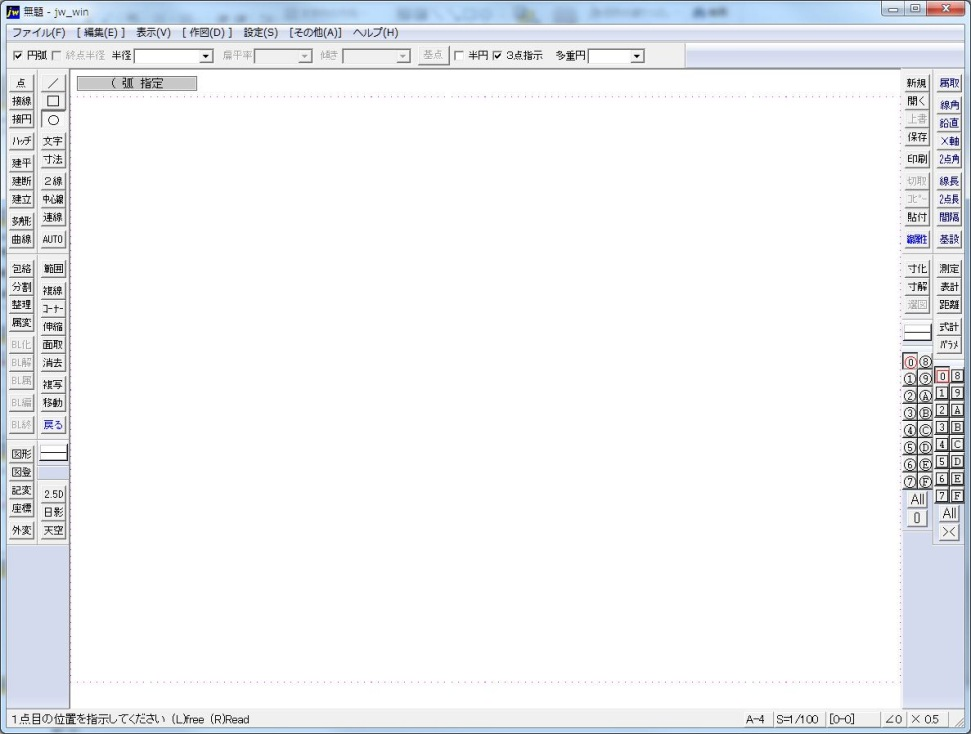 jw 無題 - jw_win
ファイル(F) [ 編集(E) ] 表示(V) [ 作図(D) ] 設定(S) [その他(A)] ヘルプ(H)
円弧 終点半径 半径 扁平率 傾き 基点 半円 3点指示 多重円
( 弧 指定
点 ／ 新規 属取
接線 □ 開く 線角
接円 ○ 上書 鉛直
ハッチ 文字 保存 X軸
建平 寸法 印刷 2点角
建断 2線 切取 線長
建立 中心線 コピー 2点長
多角形 連線 貼付 間隔
曲線 AUTO 線属性 基設
包絡 範囲 寸化 測定
分割 複線 寸解 表計
整理 コーナー 選図 距離
属変 伸縮 式計
BL化 面取 パラメ
BL解 消去 ⓪ ⑧
BL属 複写 ① ⑨ 0 8
BL編 移動 ② Ⓐ 1 9
BL終 戻る ③ Ⓑ 2 A
図形 ④ Ⓒ 3 B
図登 ⑤ Ⓓ 4 C
記変 2.5D ⑥ Ⓔ 5 D
座標 日影 ⑦ Ⓕ 6 E
外変 天空 All 7 F
0 All
><
1点目の位置を指示してください (L)free (R)Read A-4 S=1/100 [0-0] ∠0 × 0.5